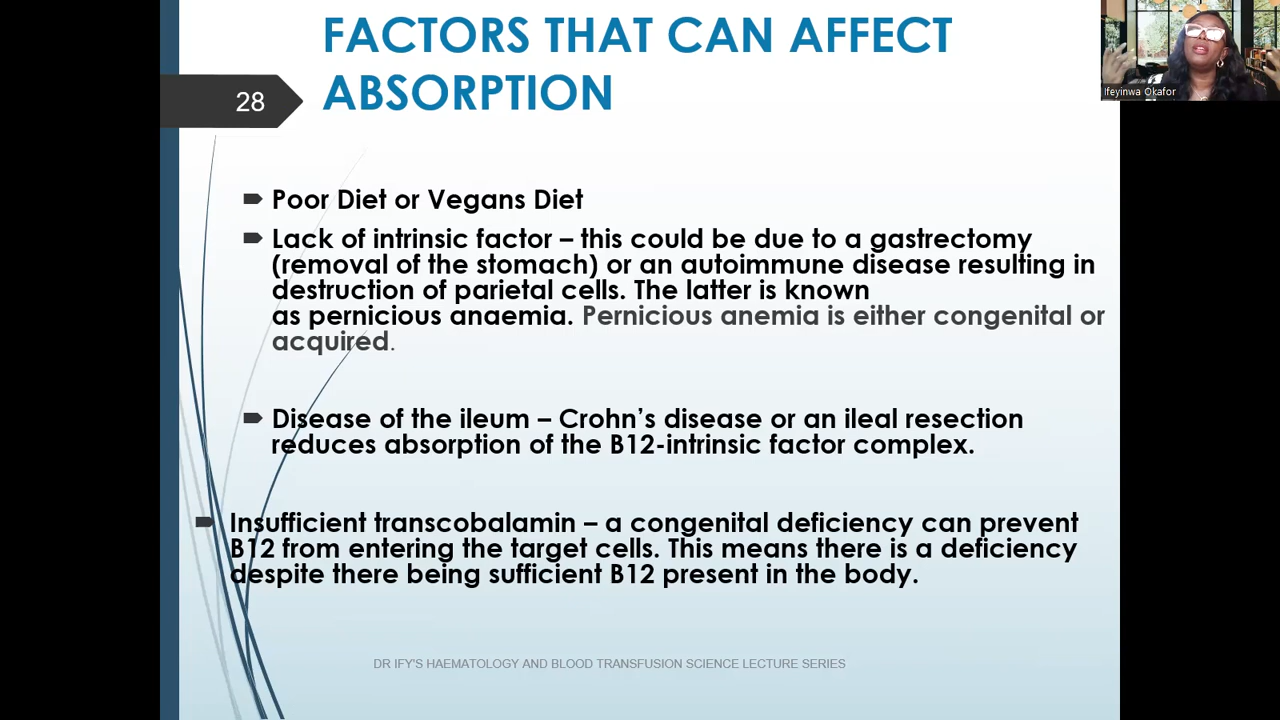 FACTORS THAT CAN AFFECT
ABSORPTION
28
Ifeyinwa Okafor
Poor Diet or Vegans Diet
Lack of intrinsic factor – this could be due to a gastrectomy
(removal of the stomach) or an autoimmune disease resulting in
destruction of parietal cells. The latter is known
as pernicious anaemia. Pernicious anemia is either congenital or
acquired.
Disease of the ileum – Crohn’s disease or an ileal resection
reduces absorption of the B12-intrinsic factor complex.
Insufficient transcobalamin – a congenital deficiency can prevent
B12 from entering the target cells. This means there is a deficiency
despite there being sufficient B12 present in the body.
DR IFY'S HAEMATOLOGY AND BLOOD TRANSFUSION SCIENCE LECTURE SERIES